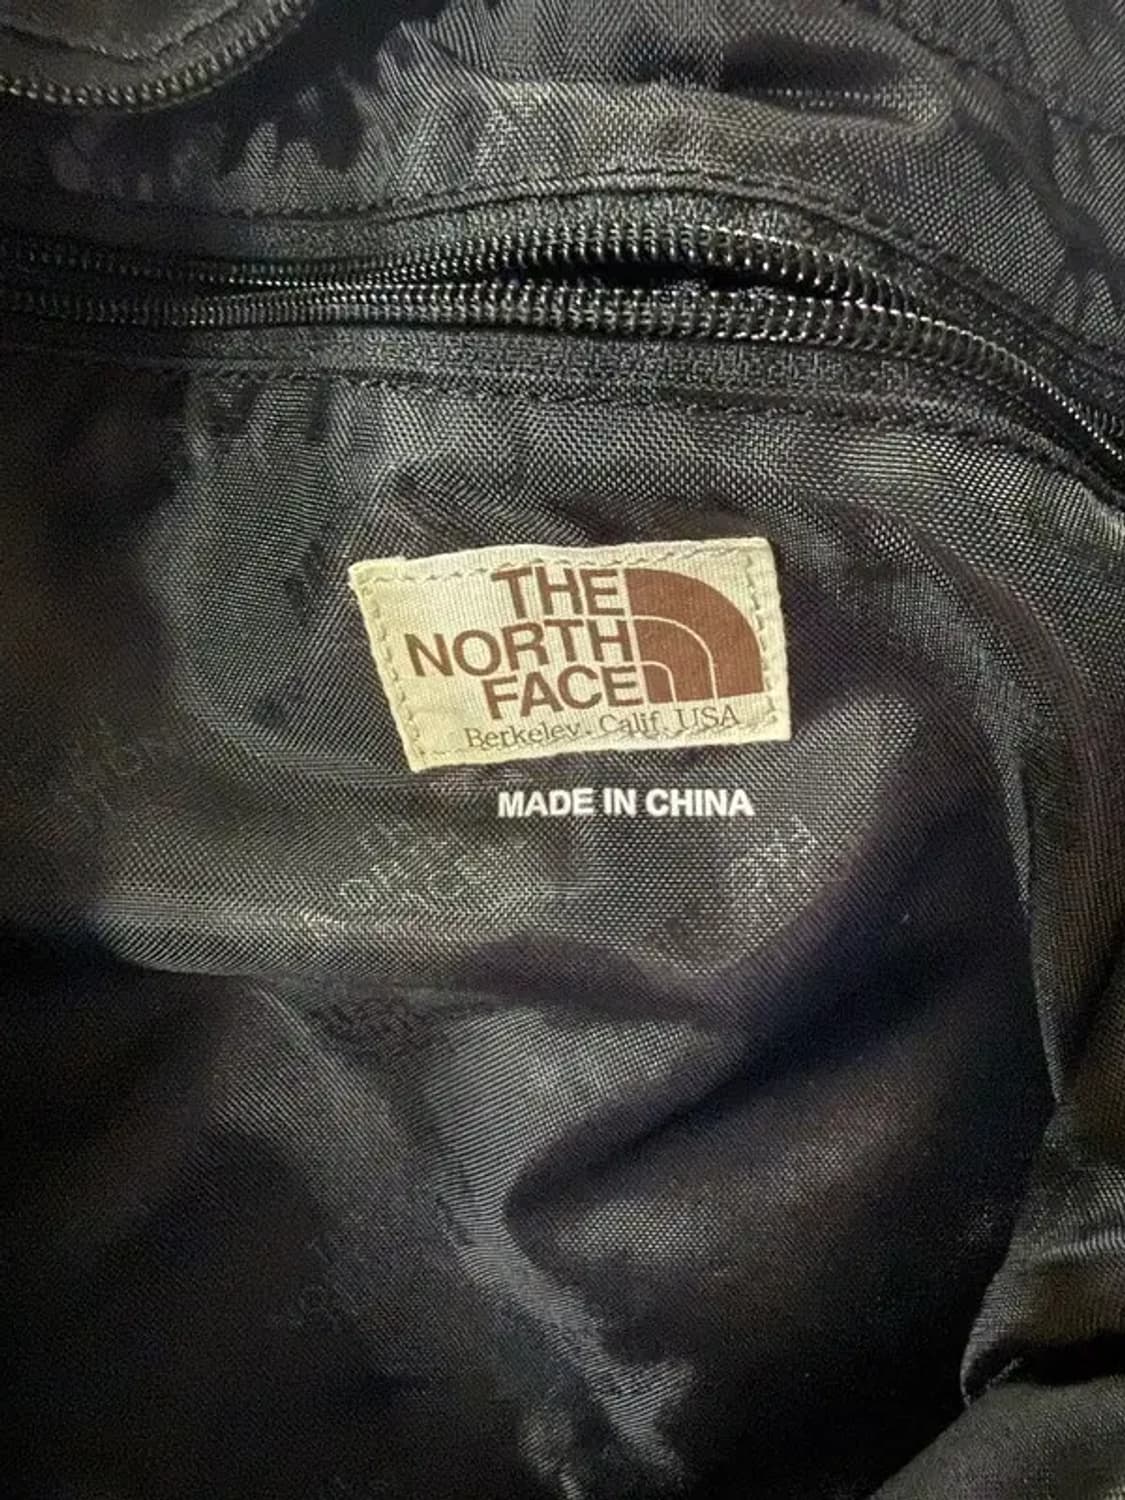 THE
NORTH
FACE
Berkeley, Calif. USA
MADE IN CHINA